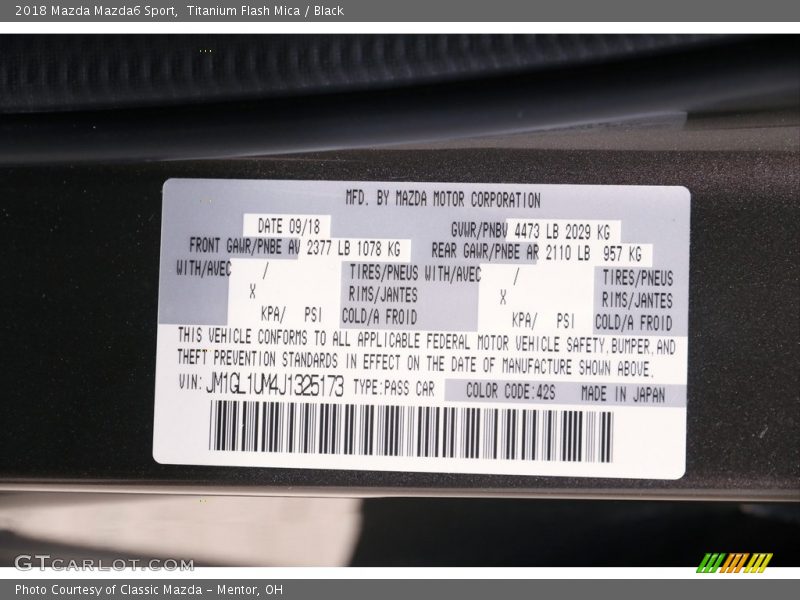 2018 Mazda Mazda6 Sport,  Titanium Flash Mica / Black
MFD. BY MAZDA MOTOR CORPORATION
DATE 09/18 GVWR/PNBV 4473 LB 2029 KG
FRONT GAWR/PNBE AV 2377 LB 1078 KG REAR GAWR/PNBE AR 2110 LB 957 KG
WITH/AVEC / TIRES/PNEUS WITH/AVEC / TIRES/PNEUS
X RIMS/JANTES X RIMS/JANTES
KPA/ PSI COLD/A FROID KPA/ PSI COLD/A FROID
THIS VEHICLE CONFORMS TO ALL APPLICABLE FEDERAL MOTOR VEHICLE SAFETY, BUMPER, AND
THEFT PREVENTION STANDARDS IN EFFECT ON THE DATE OF MANUFACTURE SHOWN ABOVE.
VIN: JM1GL1UM4J1325173 TYPE:PASS CAR COLOR CODE:42S MADE IN JAPAN
GTCARLOT.COM
Photo Courtesy of Classic Mazda - Mentor, OH